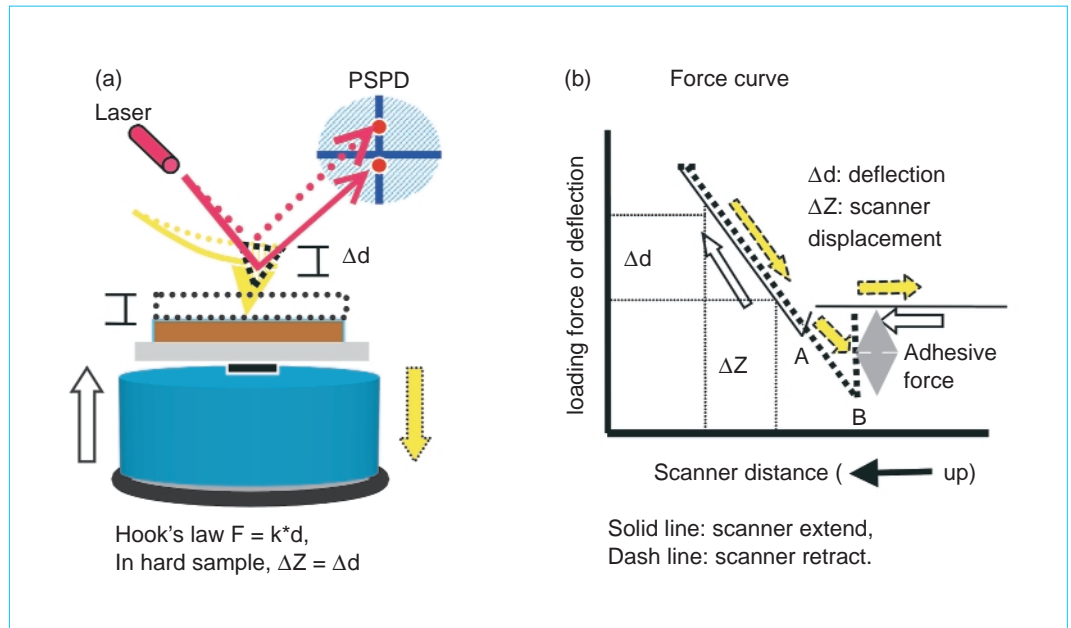 (a)
PSPD
Laser
Δd
Hook's law F = k*d,
In hard sample, ΔZ = Δd
(b)
Force curve
loading force or deflection
Δd: deflection
ΔZ: scanner
displacement
Δd
ΔZ
A
Adhesive
force
B
Scanner distance ( up)
Solid line: scanner extend,
Dash line: scanner retract.